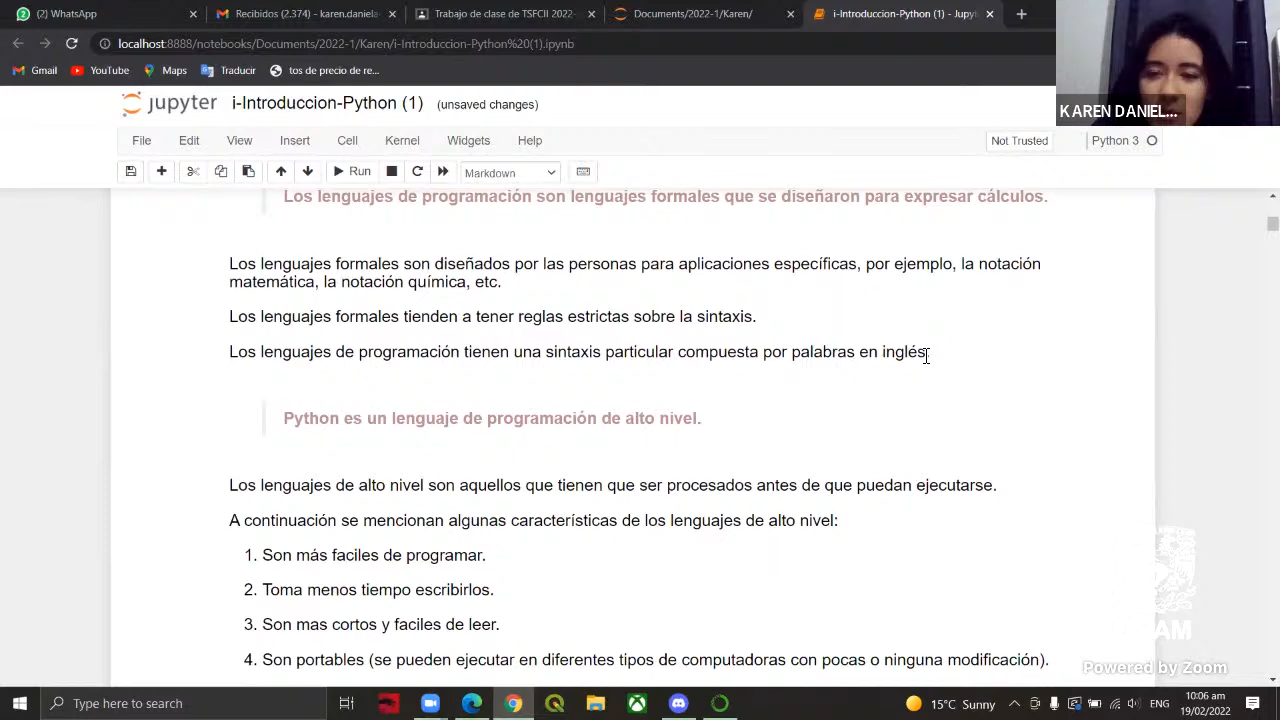 (2) WhatsApp
Recibidos (2.374) - karen.daniela
Trabajo de clase de TSFCII 2022-
Documents/2022-1/Karen/
i-Introduccion-Python (1) - Jupyt
localhost:8888/notebooks/Documents/2022-1/Karen/i-Introduccion-Python%20(1).ipynb
Gmail
YouTube
Maps
Traducir
tos de precio de re...
KAREN DANIEL...
jupyter i-Introduccion-Python (1) (unsaved changes)
File Edit View Insert Cell Kernel Widgets Help
Not Trusted
Python 3
Run
Markdown
Los lenguajes de programación son lenguajes formales que se diseñaron para expresar cálculos.
Los lenguajes formales son diseñados por las personas para aplicaciones específicas, por ejemplo, la notación
matemática, la notación química, etc.
Los lenguajes formales tienden a tener reglas estrictas sobre la sintaxis.
Los lenguajes de programación tienen una sintaxis particular compuesta por palabras en inglés.
Python es un lenguaje de programación de alto nivel.
Los lenguajes de alto nivel son aquellos que tienen que ser procesados antes de que puedan ejecutarse.
A continuación se mencionan algunas características de los lenguajes de alto nivel:
1. Son más faciles de programar.
2. Toma menos tiempo escribirlos.
3. Son mas cortos y faciles de leer.
4. Son portables (se pueden ejecutar en diferentes tipos de computadoras con pocas o ninguna modificación).
Powered by Zoom
Type here to search
15°C Sunny
ENG
10:06 am
19/02/2022